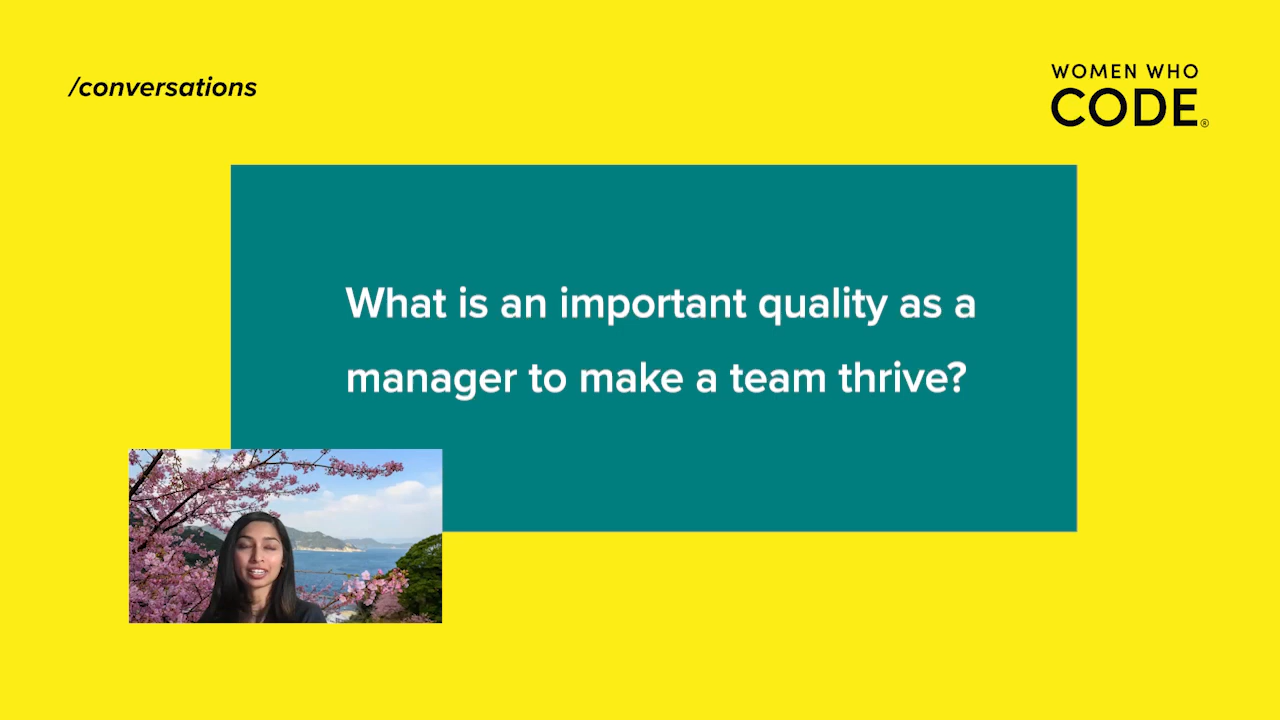 /conversations
WOMEN WHO
CODE®
What is an important quality as a
manager to make a team thrive?